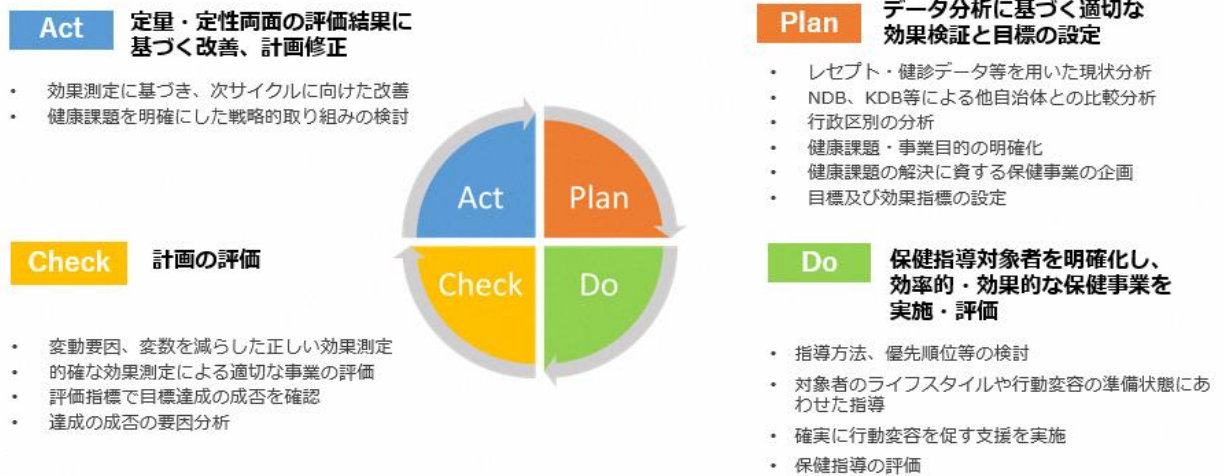 Act
定量・定性両面の評価結果に
基づく改善、計画修正
• 効果測定に基づき、次サイクルに向けた改善
• 健康課題を明確にした戦略的取り組みの検討
Plan
データ分析に基づく適切な
効果検証と目標の設定
• レセプト・健診データ等を用いた現状分析
• NDB、KDB等による他自治体との比較分析
• 行政区別の分析
• 健康課題・事業目的の明確化
• 健康課題の解決に資する保健事業の企画
• 目標及び効果指標の設定
Act
Plan
Check
Do
Check
計画の評価
• 変動要因、変数を減らした正しい効果測定
• 的確な効果測定による適切な事業の評価
• 評価指標で目標達成の成否を確認
• 達成の成否の要因分析
Do
保健指導対象者を明確化し、
効率的・効果的な保健事業を
実施・評価
• 指導方法、優先順位等の検討
• 対象者のライフスタイルや行動変容の準備状態にあ
わせた指導
• 確実に行動変容を促す支援を実施
• 保健指導の評価